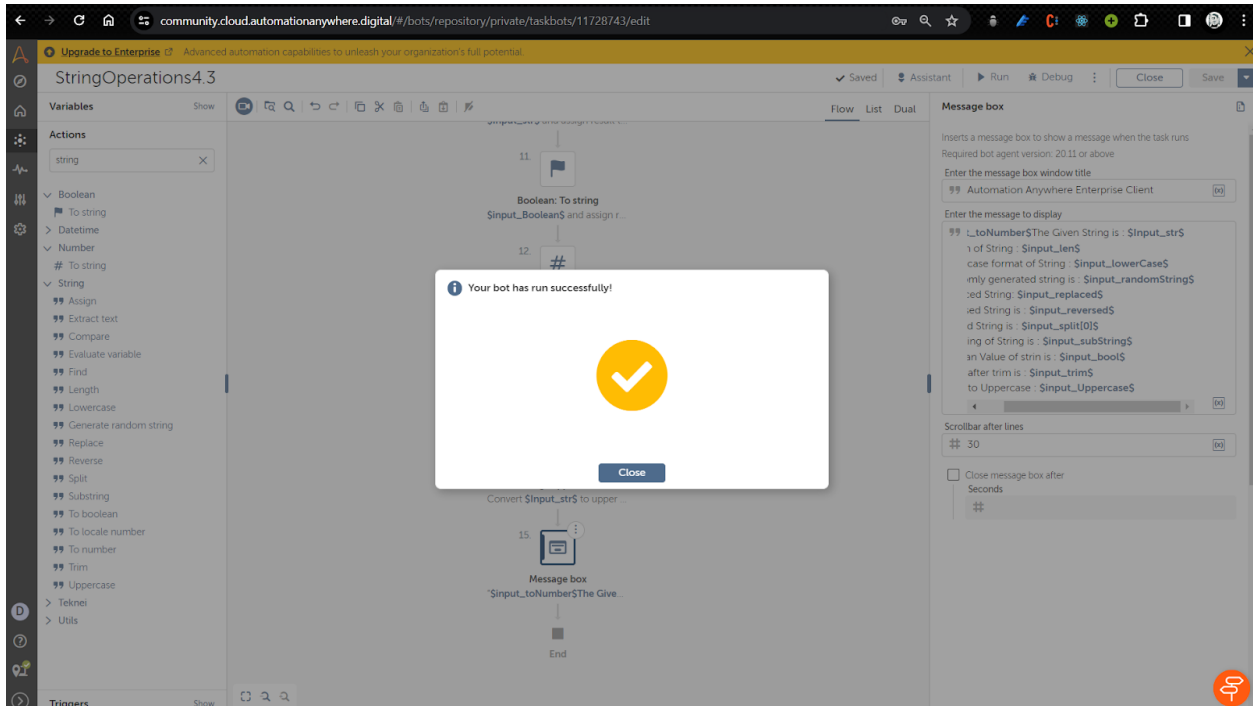 community.cloud.automationanywhere.digital/#/bots/repository/private/taskbots/11728743/edit
Upgrade to Enterprise Advanced automation capabilities to unleash your organization's full potential.
StringOperations4.3
Saved
Assistant
Run
Debug
Close
Save
Variables
Show
Flow List Dual
Actions
string
Boolean
To string
Datetime
Number
To string
String
Assign
Extract text
Compare
Evaluate variable
Find
Length
Lowercase
Generate random string
Replace
Reverse
Split
Substring
To boolean
To locale number
To number
Trim
Uppercase
Teknei
Utils
Triggers
Show
D
$input_str$ and assign result t...
11.
Boolean: To string
$input_Boolean$ and assign r...
12.
#
Your bot has run successfully!
Close
Convert $Input_str$ to upper ...
15.
Message box
"$input_toNumber$The Give...
End
Message box
Inserts a message box to show a message when the task runs
Required bot agent version: 20.11 or above
Enter the message box window title
Automation Anywhere Enterprise Client
(x)
Enter the message to display
t_toNumber$The Given String is : $Input_str$
of String : $input_len$
case format of String : $input_lowerCase$
omly generated string is : $input_randomString$
ced String: $input_replaced$
sed String is : $input_reversed$
d String is : $input_split[0]$
ing of String is : $input_subString$
an Value of strin is : $input_bool$
after trim is : $input_trim$
to Uppercase : $input_Uppercase$
(x)
Scrollbar after lines
# 30
(x)
Close message box after
Seconds
#